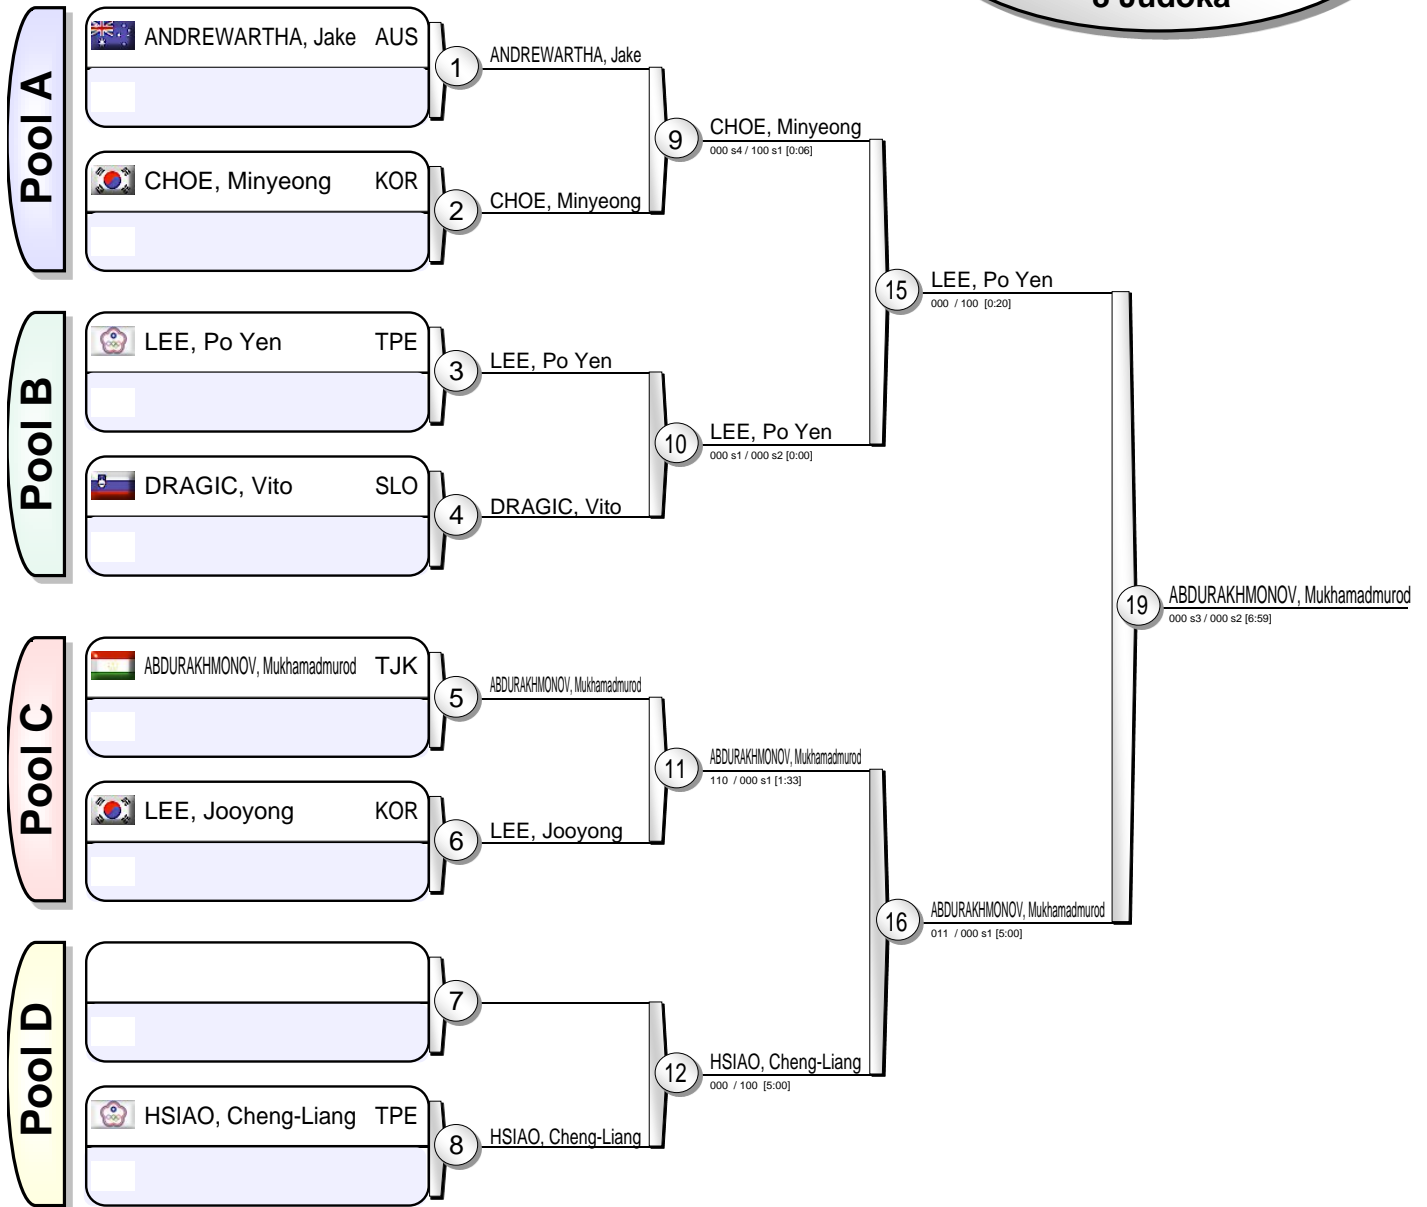 8 Judoka
Pool A
ANDREWARTHA, Jake AUS
1
ANDREWARTHA, Jake
CHOE, Minyeong KOR
2
CHOE, Minyeong
9
CHOE, Minyeong
000 s4 / 100 s1 [0:06]
Pool B
LEE, Po Yen TPE
3
LEE, Po Yen
DRAGIC, Vito SLO
4
DRAGIC, Vito
10
LEE, Po Yen
000 s1 / 000 s2 [0:00]
15
LEE, Po Yen
000 / 100 [0:20]
Pool C
ABDURAKHMONOV, Mukhamadmurod TJK
5
ABDURAKHMONOV, Mukhamadmurod
LEE, Jooyong KOR
6
LEE, Jooyong
11
ABDURAKHMONOV, Mukhamadmurod
110 / 000 s1 [1:33]
Pool D
7
HSIAO, Cheng-Liang TPE
8
HSIAO, Cheng-Liang
12
HSIAO, Cheng-Liang
000 / 100 [5:00]
16
ABDURAKHMONOV, Mukhamadmurod
011 / 000 s1 [5:00]
19
ABDURAKHMONOV, Mukhamadmurod
000 s3 / 000 s2 [6:59]